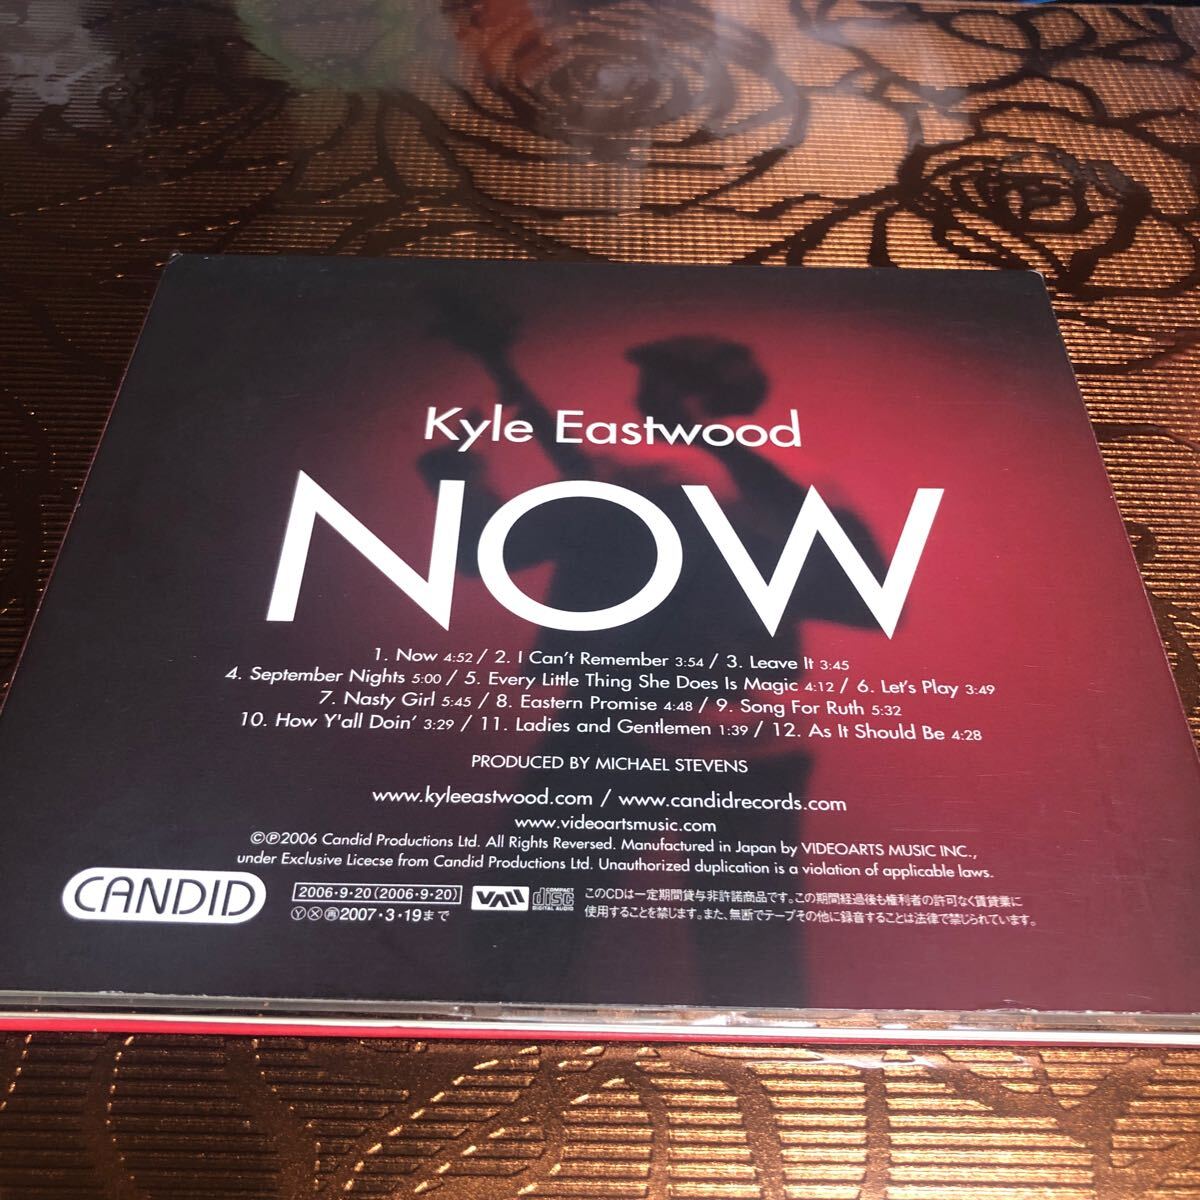 Kyle Eastwood
NOW
1. Now 4:52 / 2. I Can't Remember 3:54 / 3. Leave It 3:45
4. September Nights 5:00 / 5. Every Little Thing She Does Is Magic 4:12 / 6. Let's Play 3:49
7. Nasty Girl 5:45 / 8. Eastern Promise 4:48 / 9. Song For Ruth 5:32
10. How Y'all Doin' 3:29 / 11. Ladies and Gentlemen 1:39 / 12. As It Should Be 4:28
PRODUCED BY MICHAEL STEVENS
www.kyleeastwood.com / www.candidrecords.com
www.videoartsmusic.com
©℗2006 Candid Productions Ltd. All Rights Reversed. Manufactured in Japan by VIDEOARTS MUSIC INC.,
under Exclusive Licecse from Candid Productions Ltd. Unauthorized duplication is a violation of applicable laws.
CANDID
2006・9・20 (2006・9・20)
Ⓨ Ⓧ ㊢2007・3・19まで
VAM
COMPACT disc DIGITAL AUDIO
このCDは一定期間貸与非許諾商品です。この期間経過後も権利者の許可なく賃貸業に
使用することを禁じます。また、無断でテープその他に録音することは法律で禁じられています。